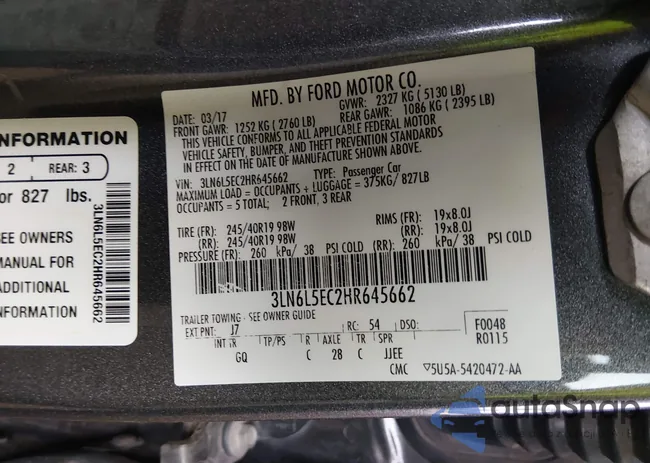 MFD. BY FORD MOTOR CO.
DATE: 03/17 GVWR: 2327 KG ( 5130 LB)
FRONT GAWR: 1252 KG ( 2760 LB) REAR GAWR: 1086 KG ( 2395 LB)
THIS VEHICLE CONFORMS TO ALL APPLICABLE FEDERAL MOTOR
VEHICLE SAFETY, BUMPER, AND THEFT PREVENTION STANDARDS
IN EFFECT ON THE DATE OF MANUFACTURE SHOWN ABOVE.
VIN: 3LN6L5EC2HR645662 TYPE: Passenger Car
MAXIMUM LOAD = OCCUPANTS + LUGGAGE = 375KG/ 827LB
OCCUPANTS = 5 TOTAL; 2 FRONT, 3 REAR
TIRE (FR): 245/40R19 98W RIMS (FR): 19x8.0J
(RR): 245/40R19 98W (RR): 19x8.0J
PRESSURE (FR): 260 kPa/ 38 PSI COLD (RR): 260 kPa/ 38 PSI COLD
3LN6L5EC2HR645662
TRAILER TOWING - SEE OWNER GUIDE
EXT PNT: J7 RC: 54 DSO: F0048
R0115
INT TR TP/PS R AXLE TR SPR
GQ C 28 C JJEE
CMC 5U5A-5420472-AA
INFORMATION
2 REAR: 3
or 827 lbs.
SEE OWNERS
MANUAL FOR
ADDITIONAL
INFORMATION
3LN6L5EC2HR645662
autoSnap